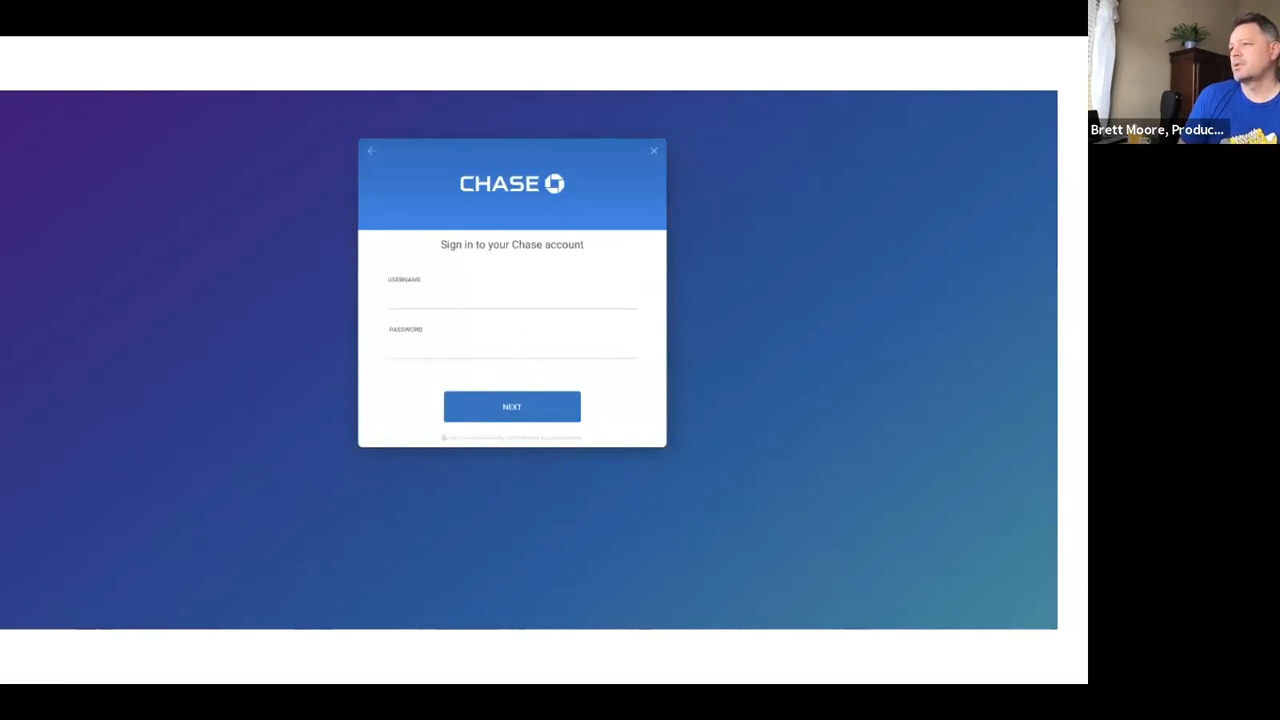 CHASE
Sign in to your Chase account
USERNAME
PASSWORD
NEXT
Brett Moore, Produc...